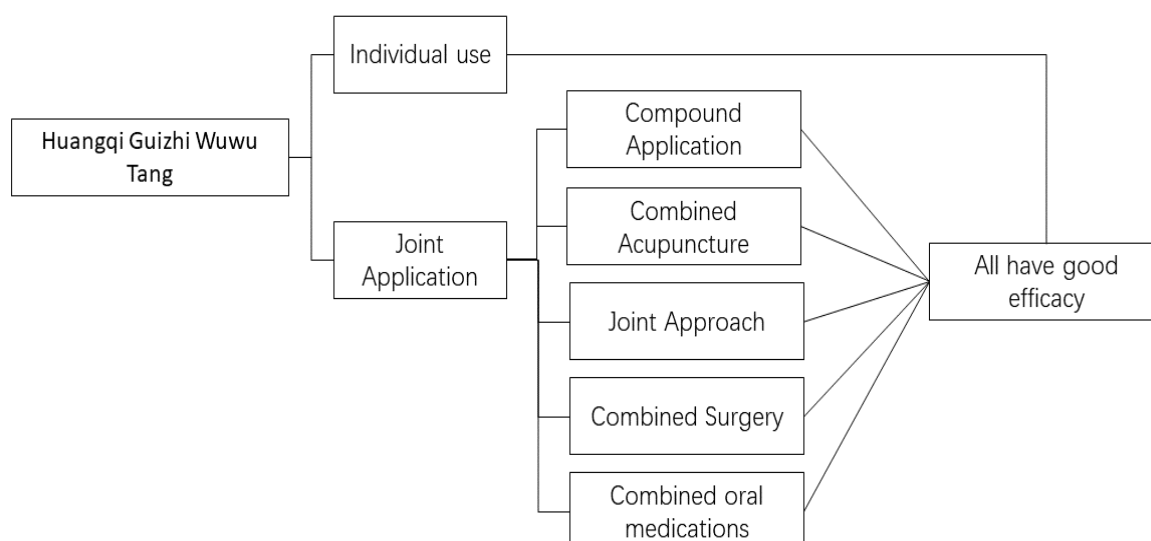 Individual use
Huangqi Guizhi Wuwu
Tang
Joint
Application
Compound
Application
Combined
Acupuncture
Joint Approach
Combined Surgery
Combined oral
medications
All have good
efficacy